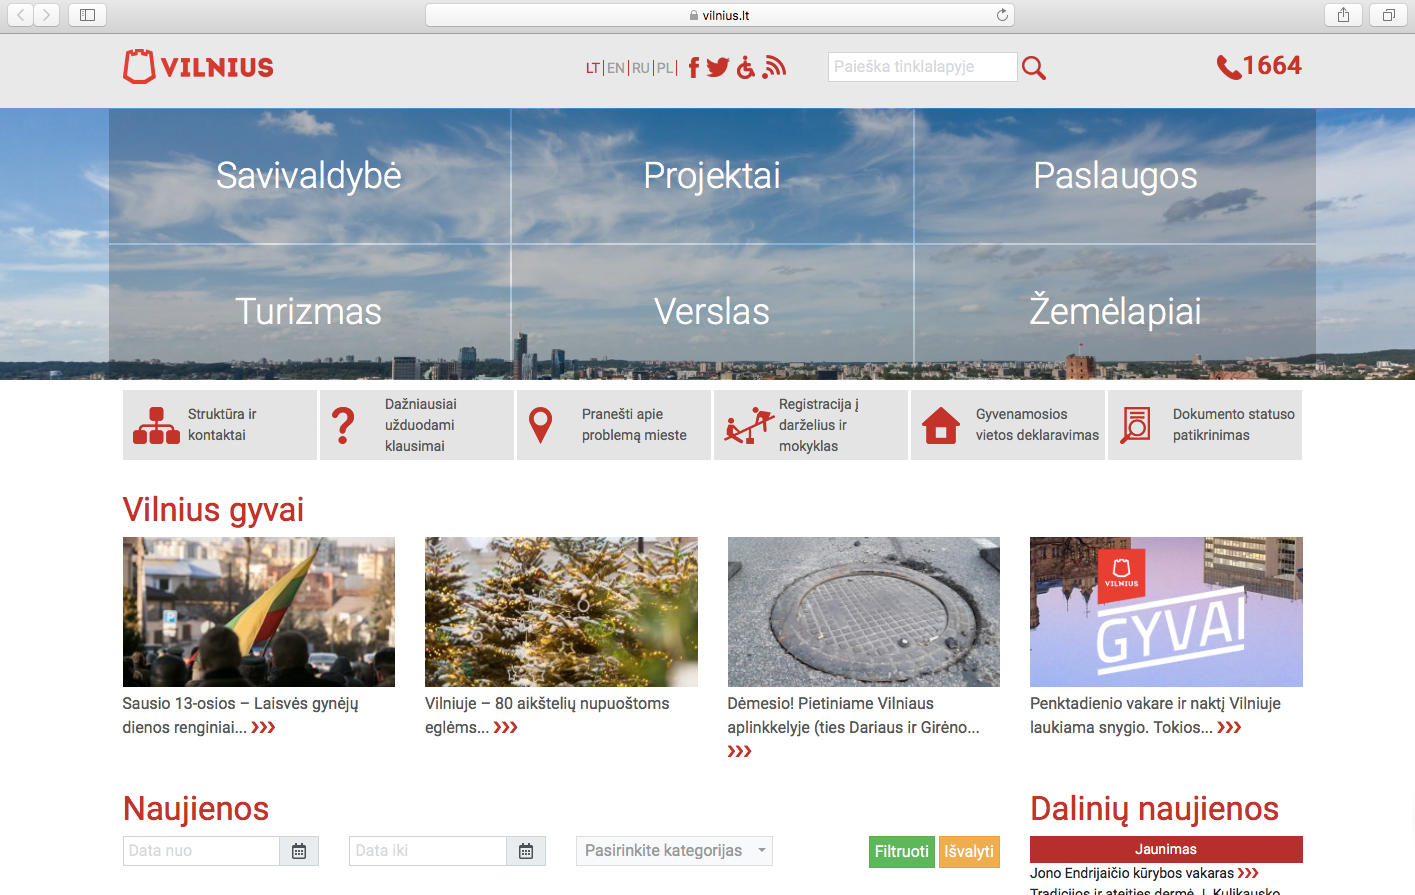 vilnius.lt
VILNIUS
LT|EN|RU|PL|
Paieška tinklalapyje
1664
Savivaldybė
Projektai
Paslaugos
Turizmas
Verslas
Žemėlapiai
Struktūra ir
kontaktai
Dažniausiai
užduodami
klausimai
Pranešti apie
problemą mieste
Registracija į
darželius ir
mokyklas
Gyvenamosios
vietos deklaravimas
Dokumento statuso
patikrinimas
Vilnius gyvai
VILNIUS
GYVAI
Sausio 13-osios – Laisvės gynėjų
dienos renginiai... ❯❯❯
Vilniuje – 80 aikštelių nupuoštoms
eglėms... ❯❯❯
Dėmesio! Pietiniame Vilniaus
aplinkkelyje (ties Dariaus ir Girėno...
❯❯❯
Penktadienio vakare ir naktį Vilniuje
laukiama snygio. Tokios... ❯❯❯
Naujienos
Data nuo
Data iki
Pasirinkite kategorijas
Filtruoti
Išvalyti
Dalinių naujienos
Jaunimas
Jono Endrijaičio kūrybos vakaras ❯❯❯
Tradicijos ir ateities dermė | Kulikausko